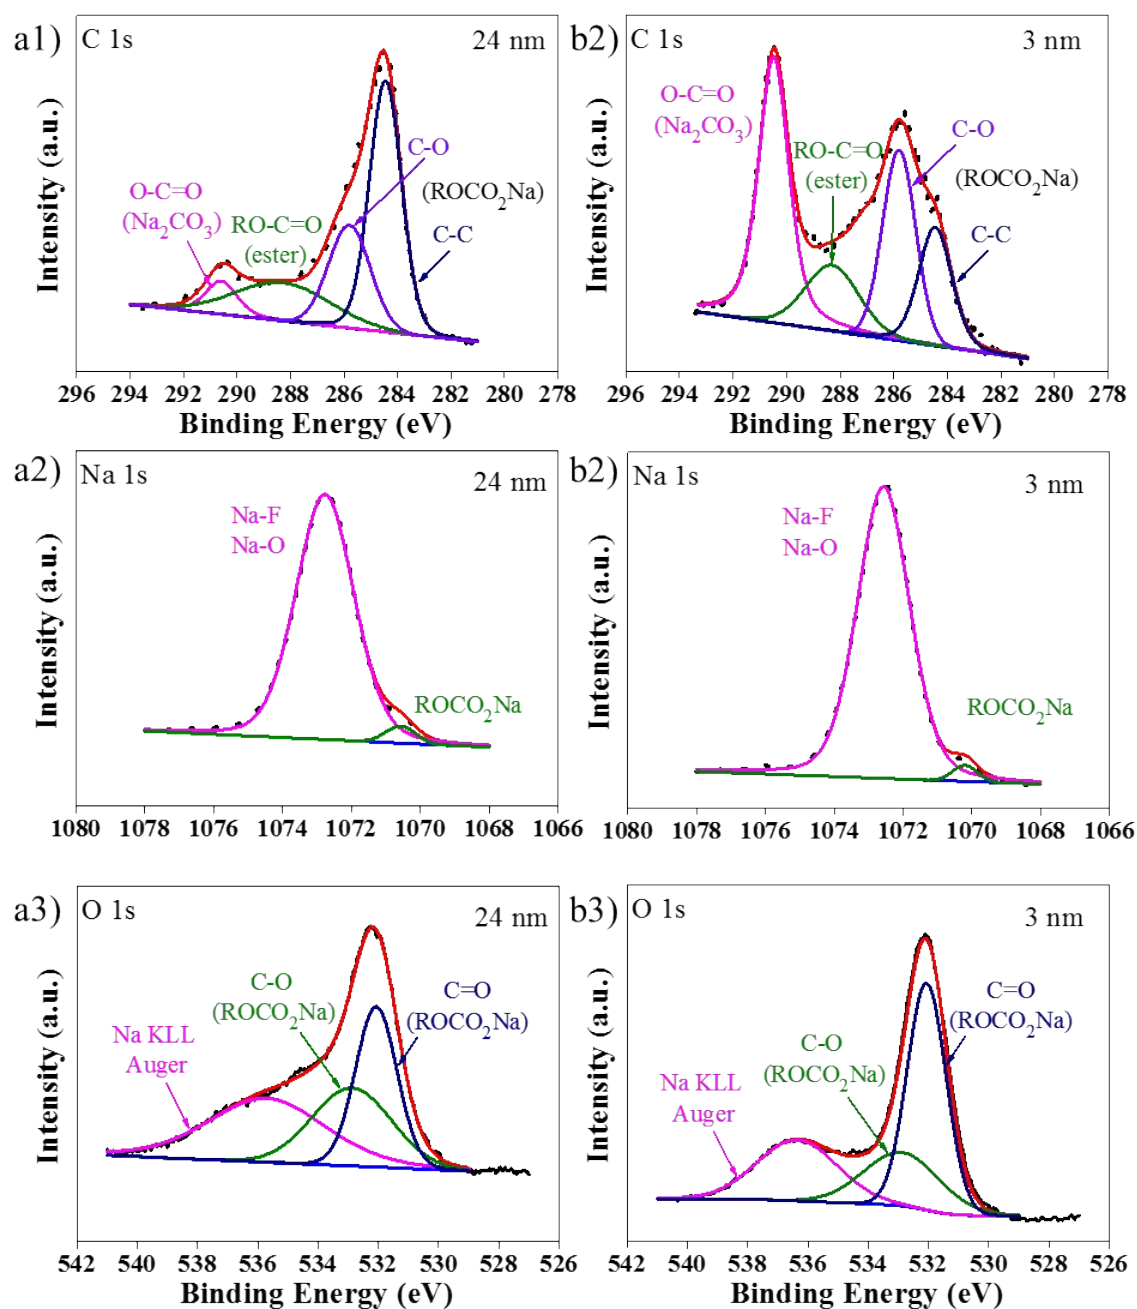 a1)
C 1s
24 nm
O-C=O
(Na₂CO₃)
RO-C=O
(ester)
C-O
(ROCO₂Na)
C-C
Intensity (a.u.)
296 294 292 290 288 286 284 282 280 278
Binding Energy (eV)
b2)
C 1s
3 nm
O-C=O
(Na₂CO₃)
RO-C=O
(ester)
C-O
(ROCO₂Na)
C-C
Intensity (a.u.)
296 294 292 290 288 286 284 282 280 278
Binding Energy (eV)
a2)
Na 1s
24 nm
Na-F
Na-O
ROCO₂Na
Intensity (a.u.)
1080 1078 1076 1074 1072 1070 1068 1066
b2)
Na 1s
3 nm
Na-F
Na-O
ROCO₂Na
Intensity (a.u.)
1080 1078 1076 1074 1072 1070 1068 1066
a3)
O 1s
24 nm
C-O
(ROCO₂Na)
C=O
(ROCO₂Na)
Na KLL
Auger
Intensity (a.u.)
542 540 538 536 534 532 530 528 526
Binding Energy (eV)
b3)
O 1s
3 nm
C=O
(ROCO₂Na)
C-O
(ROCO₂Na)
Na KLL
Auger
Intensity (a.u.)
542 540 538 536 534 532 530 528 526
Binding Energy (eV)